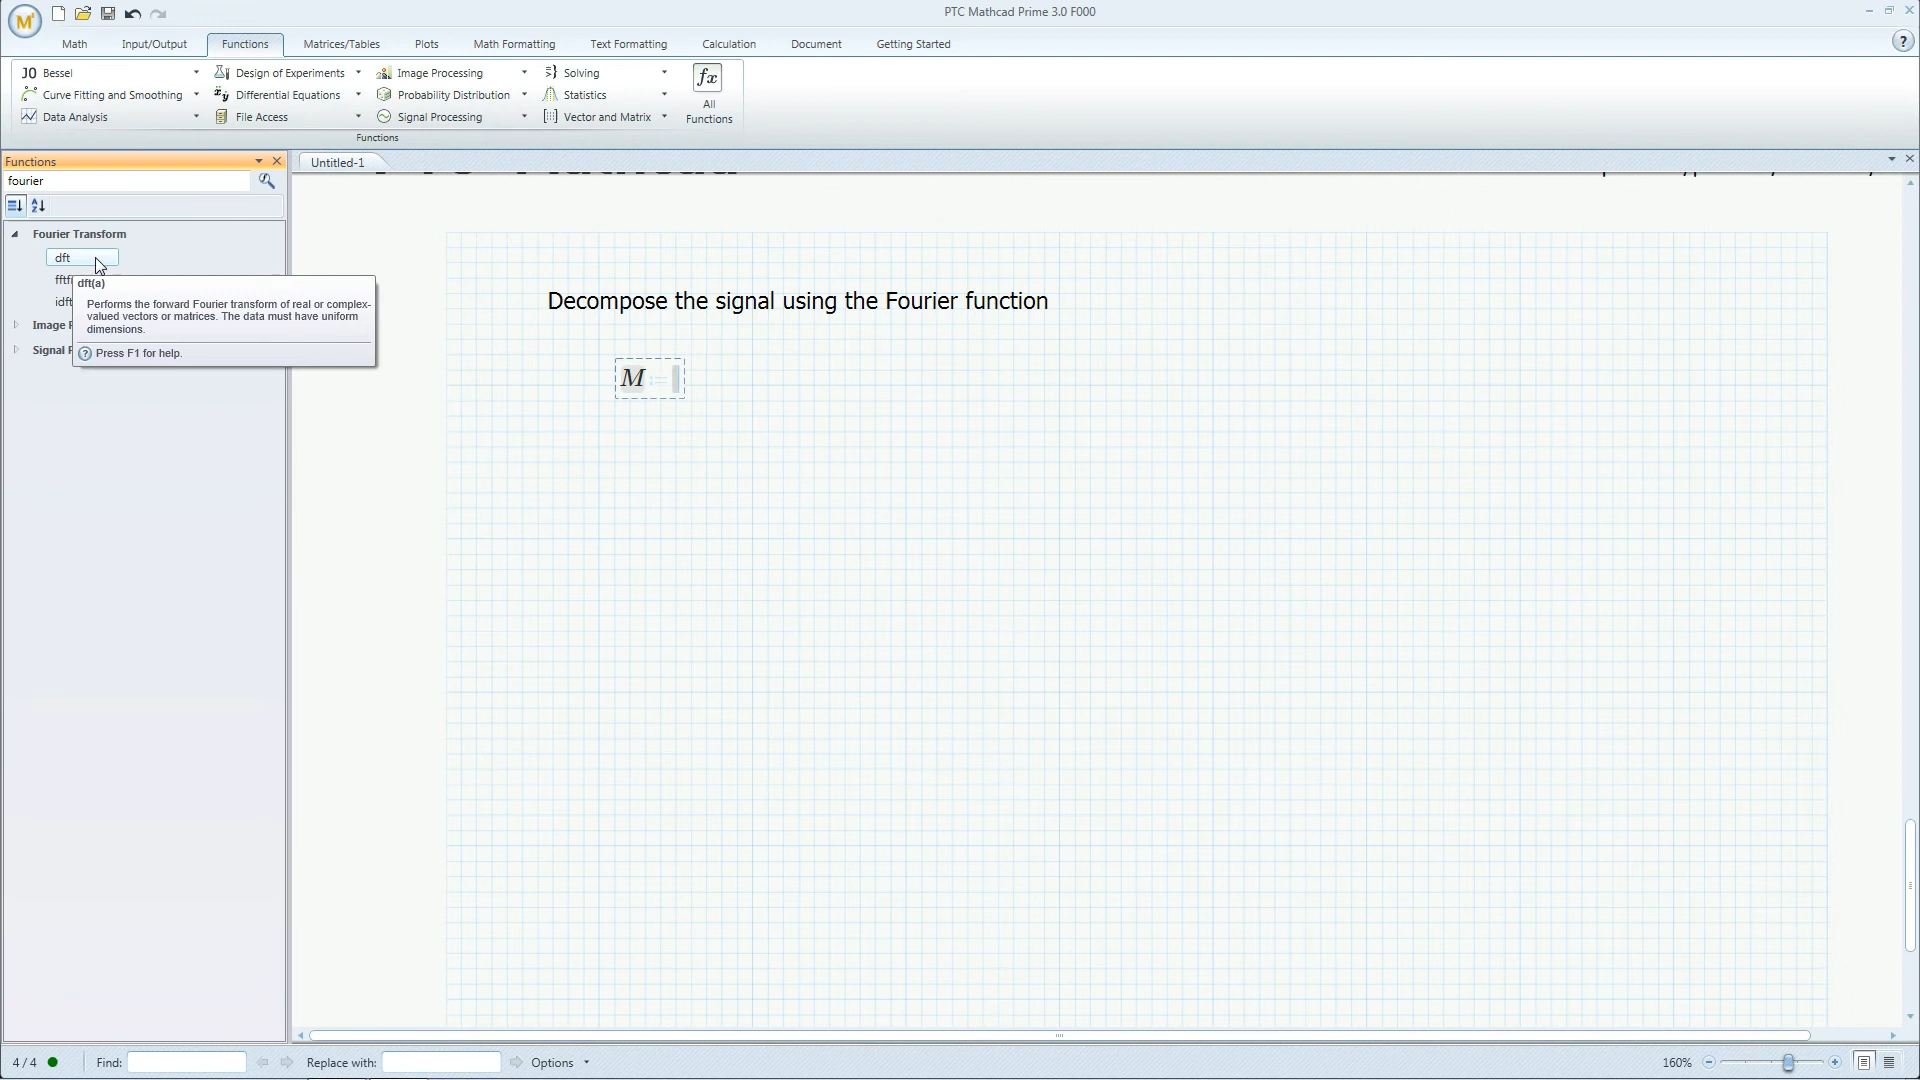 PTC Mathcad Prime 3.0 F000
Math Input/Output Functions Matrices/Tables Plots Math Formatting Text Formatting Calculation Document Getting Started
J0 Bessel
Design of Experiments
Image Processing
Solving
Curve Fitting and Smoothing
Differential Equations
Probability Distribution
Statistics
Data Analysis
File Access
Signal Processing
Vector and Matrix
fx
All
Functions
Functions
Functions
Untitled-1
fourier
Fourier Transform
dft
idft
Image
Signal
dft(a)
Performs the forward Fourier transform of real or complex-
valued vectors or matrices. The data must have uniform
dimensions.
? Press F1 for help.
Decompose the signal using the Fourier function
M :=
4 / 4 Find: Replace with: Options 160%